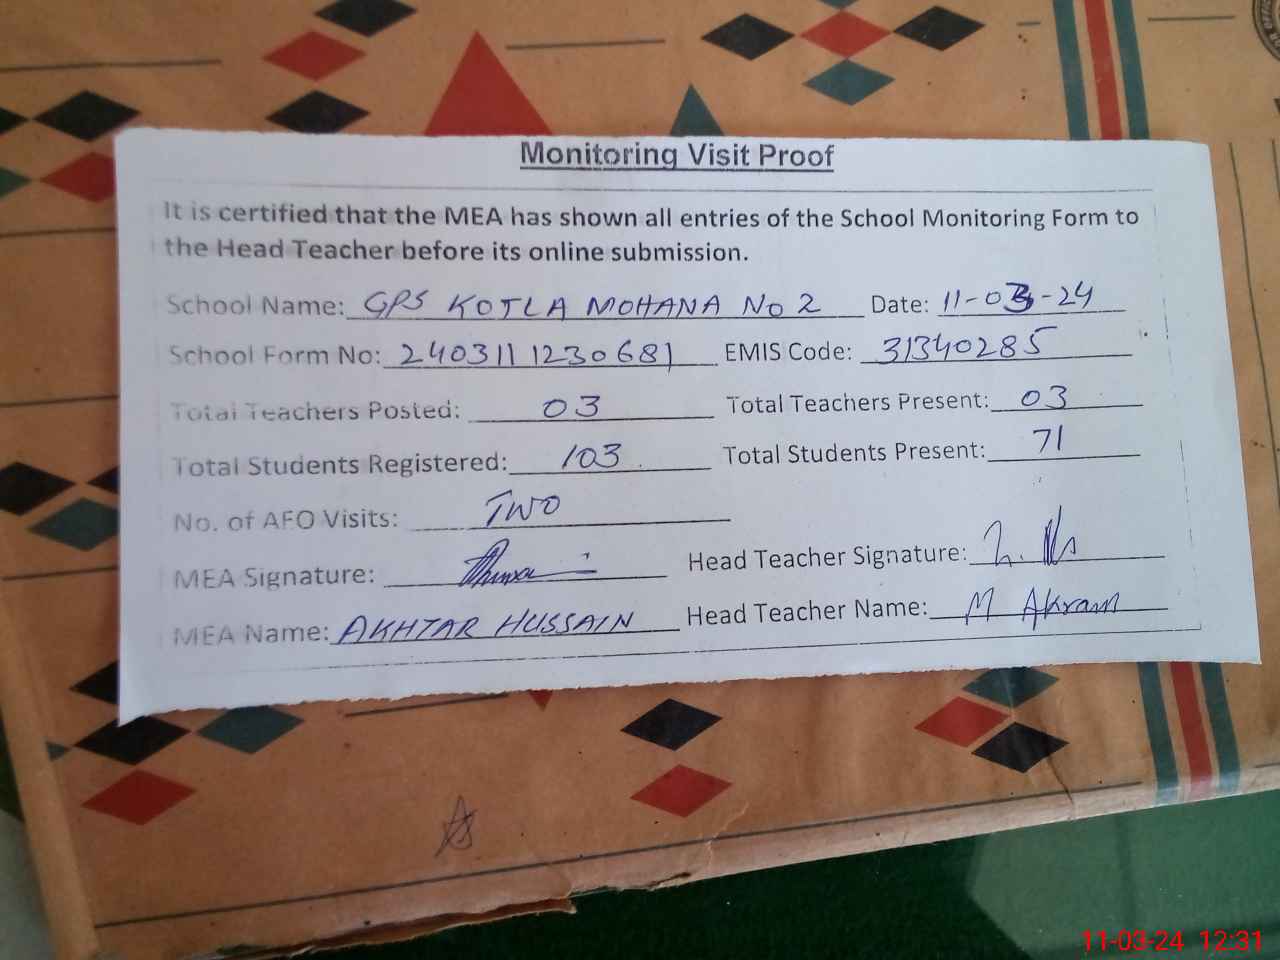 Monitoring Visit Proof
It is certified that the MEA has shown all entries of the School Monitoring Form to
the Head Teacher before its online submission.
School Name: GPS KOTLA MOHANA No 2 Date: 11-03-24
School Form No: 2403111230681 EMIS Code: 31340285
Total Teachers Posted: 03 Total Teachers Present: 03
Total Students Registered: 103 Total Students Present: 71
No. of AFO Visits: TWO
MEA Signature: Head Teacher Signature:
MEA Name: AKHTAR HUSSAIN Head Teacher Name: M Akram
11-03-24 12:31